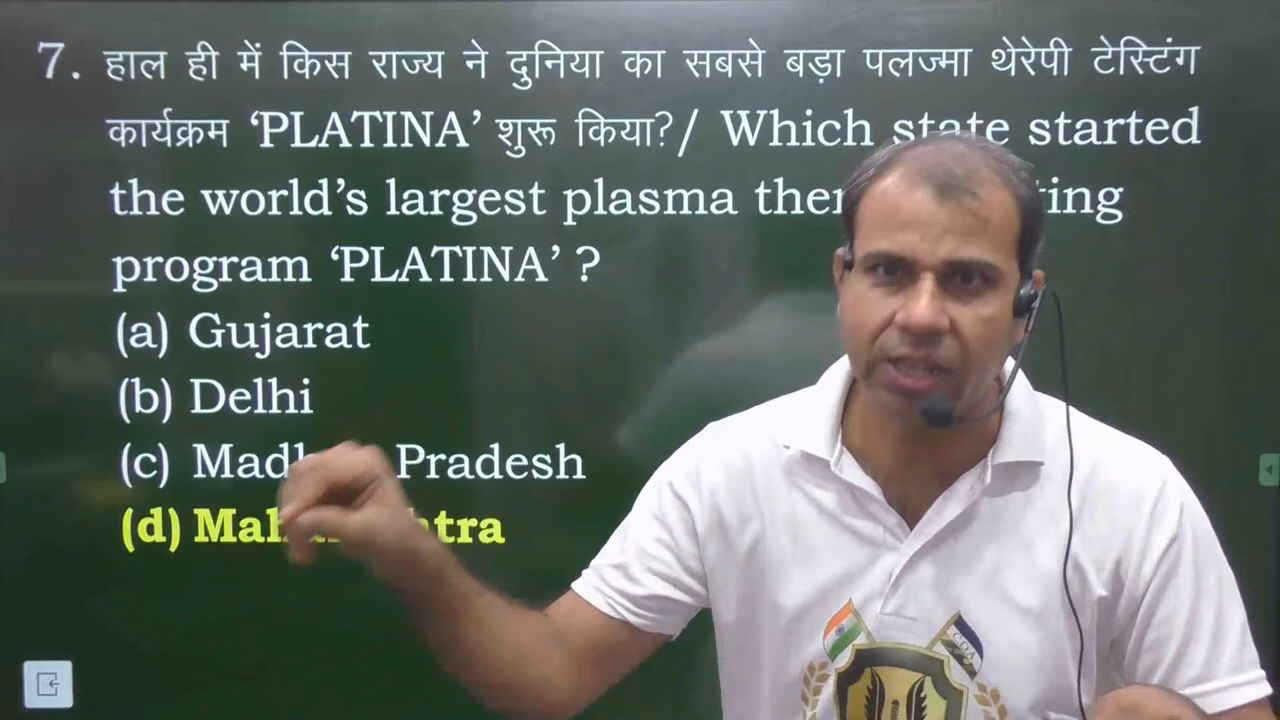 7. हाल ही में किस राज्य ने दुनिया का सबसे बड़ा पलज्मा थेरेपी टेस्टिंग
कार्यक्रम ‘PLATINA’ शुरू किया?/ Which state started
the world’s largest plasma
program ‘PLATINA’ ?
(a) Gujarat
(b) Delhi
(c) Pradesh
(d)
CDA